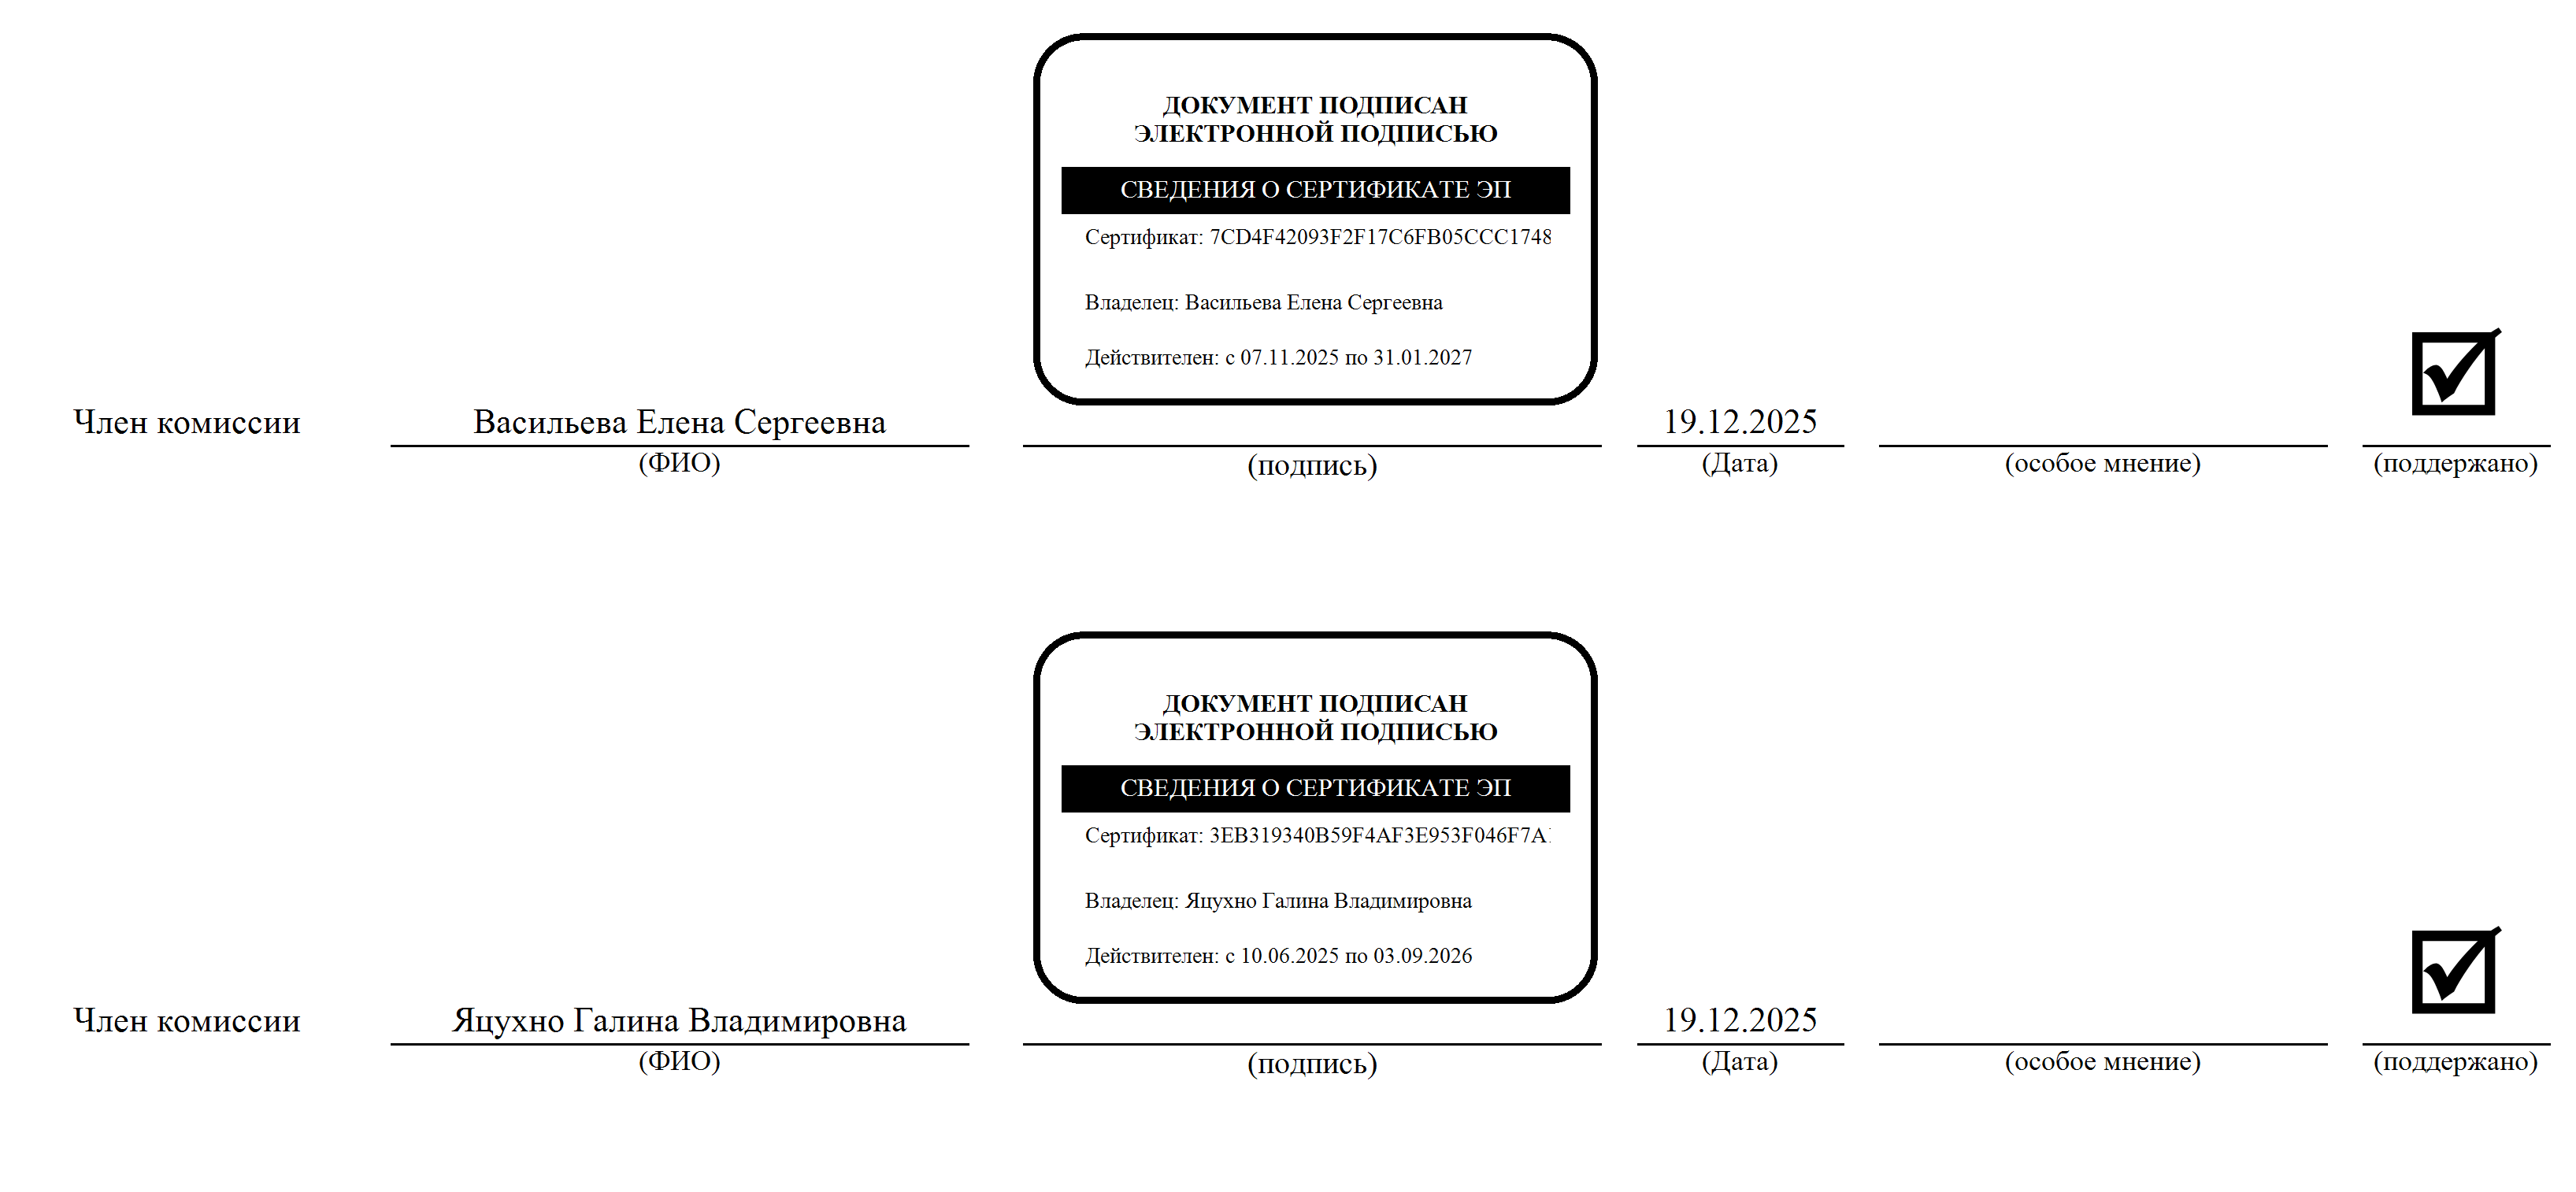 ДОКУМЕНТ ПОДПИСАН
ЭЛЕКТРОННОЙ ПОДПИСЬЮ
СВЕДЕНИЯ О СЕРТИФИКАТЕ ЭП
Сертификат: 7CD4F42093F2F17C6FB05CCC1748
Владелец: Васильева Елена Сергеевна
Действителен: с 07.11.2025 по 31.01.2027
Член комиссии Васильева Елена Сергеевна 19.12.2025
(ФИО) (подпись) (Дата) (особое мнение) (поддержано)
ДОКУМЕНТ ПОДПИСАН
ЭЛЕКТРОННОЙ ПОДПИСЬЮ
СВЕДЕНИЯ О СЕРТИФИКАТЕ ЭП
Сертификат: 3EB319340B59F4AF3E953F046F7A
Владелец: Яцухно Галина Владимировна
Действителен: с 10.06.2025 по 03.09.2026
Член комиссии Яцухно Галина Владимировна 19.12.2025
(ФИО) (подпись) (Дата) (особое мнение) (поддержано)